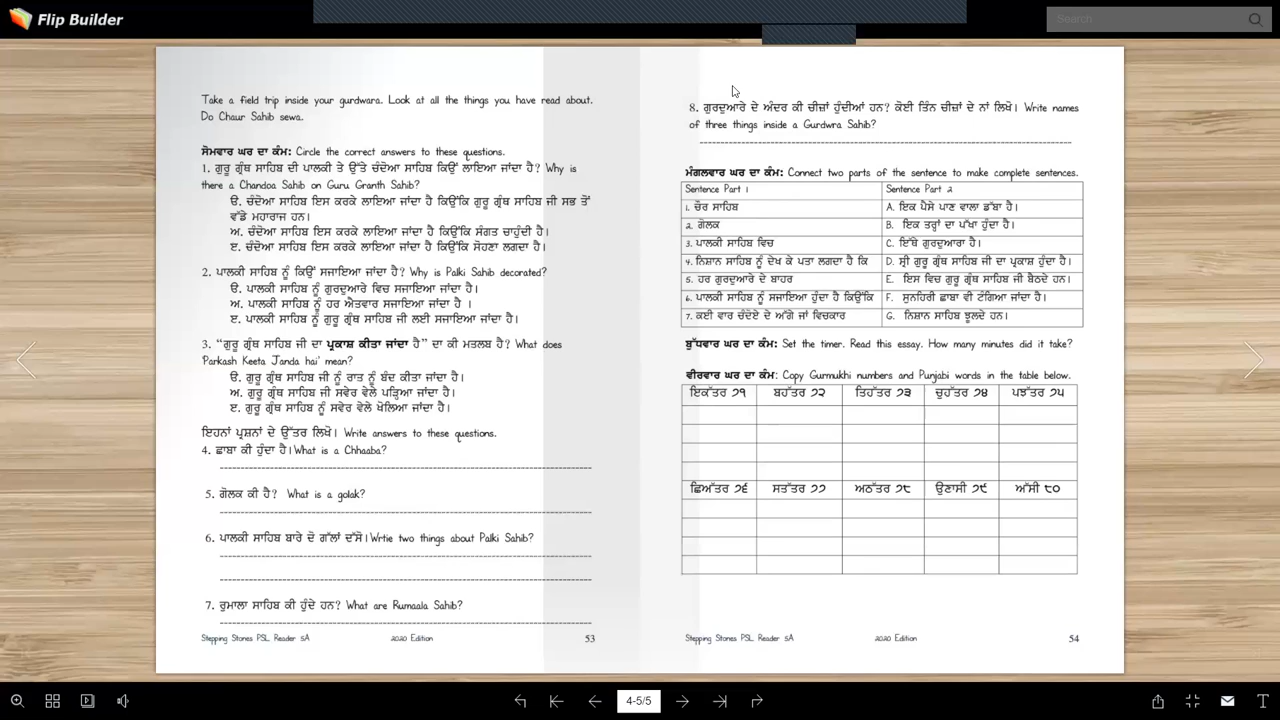 Flip Builder
Search
Take a field trip inside your gurdwara. Look at all the things you have read about.
Do Chaur Sahib sewa.
ਸੋਮਵਾਰ ਘਰ ਦਾ ਕੰਮ: Circle the correct answers to these questions.
1. ਗੁਰੂ ਗ੍ਰੰਥ ਸਾਹਿਬ ਦੀ ਪਾਲਕੀ ਤੇ ਉੱਤੇ ਚੰਦੋਆ ਸਾਹਿਬ ਕਿਉਂ ਲਾਇਆ ਜਾਂਦਾ ਹੈ? Why is
there a Chandoa Sahib on Guru Granth Sahib?
ੳ. ਚੰਦੋਆ ਸਾਹਿਬ ਇਸ ਕਰਕੇ ਲਾਇਆ ਜਾਂਦਾ ਹੈ ਕਿਉਂਕਿ ਗੁਰੂ ਗ੍ਰੰਥ ਸਾਹਿਬ ਜੀ ਸਭ ਤੋਂ
ਵੱਡੇ ਮਹਾਰਾਜ ਹਨ।
ਅ. ਚੰਦੋਆ ਸਾਹਿਬ ਇਸ ਕਰਕੇ ਲਾਇਆ ਜਾਂਦਾ ਹੈ ਕਿਉਂਕਿ ਸੰਗਤ ਚਾਹੁੰਦੀ ਹੈ।
ੲ. ਚੰਦੋਆ ਸਾਹਿਬ ਇਸ ਕਰਕੇ ਲਾਇਆ ਜਾਂਦਾ ਹੈ ਕਿਉਂਕਿ ਸੋਹਣਾ ਲਗਦਾ ਹੈ।
2. ਪਾਲਕੀ ਸਾਹਿਬ ਨੂੰ ਕਿਉਂ ਸਜਾਇਆ ਜਾਂਦਾ ਹੈ? Why is Palki Sahib decorated?
ੳ. ਪਾਲਕੀ ਸਾਹਿਬ ਨੂੰ ਗੁਰਦੁਆਰੇ ਵਿਚ ਸਜਾਇਆ ਜਾਂਦਾ ਹੈ।
ਅ. ਪਾਲਕੀ ਸਾਹਿਬ ਨੂੰ ਹਰ ਐਤਵਾਰ ਸਜਾਇਆ ਜਾਂਦਾ ਹੈ ।
ੲ. ਪਾਲਕੀ ਸਾਹਿਬ ਨੂੰ ਗੁਰੂ ਗ੍ਰੰਥ ਸਾਹਿਬ ਜੀ ਲਈ ਸਜਾਇਆ ਜਾਂਦਾ ਹੈ।
3. “ਗੁਰੂ ਗ੍ਰੰਥ ਸਾਹਿਬ ਜੀ ਦਾ ਪ੍ਰਕਾਸ਼ ਕੀਤਾ ਜਾਂਦਾ ਹੈ” ਦਾ ਕੀ ਮਤਲਬ ਹੈ? What does
'Parkash Keeta Janda hai' mean?
ੳ. ਗੁਰੂ ਗ੍ਰੰਥ ਸਾਹਿਬ ਜੀ ਨੂੰ ਰਾਤ ਨੂੰ ਬੰਦ ਕੀਤਾ ਜਾਂਦਾ ਹੈ।
ਅ. ਗੁਰੂ ਗ੍ਰੰਥ ਸਾਹਿਬ ਜੀ ਸਵੇਰ ਵੇਲੇ ਪੜ੍ਹਿਆ ਜਾਂਦਾ ਹੈ।
ੲ. ਗੁਰੂ ਗ੍ਰੰਥ ਸਾਹਿਬ ਨੂੰ ਸਵੇਰ ਵੇਲੇ ਖੋਲਿਆ ਜਾਂਦਾ ਹੈ।
ਇਹਨਾਂ ਪ੍ਰਸ਼ਨਾਂ ਦੇ ਉੱਤਰ ਲਿਖੋ। Write answers to these questions.
4. ਛਾਬਾ ਕੀ ਹੁੰਦਾ ਹੈ। What is a Chhaaba?
5. ਗੋਲਕ ਕੀ ਹੈ? What is a golak?
6. ਪਾਲਕੀ ਸਾਹਿਬ ਬਾਰੇ ਦੋ ਗੱਲਾਂ ਦੱਸੋ। Wrtie two things about Palki Sahib?
7. ਰੁਮਾਲਾ ਸਾਹਿਬ ਕੀ ਹੁੰਦੇ ਹਨ? What are Rumaala Sahib?
Stepping Stones PSL Reader 5A 2020 Edition 53
8. ਗੁਰਦੁਆਰੇ ਦੇ ਅੰਦਰ ਕੀ ਚੀਜ਼ਾਂ ਹੁੰਦੀਆਂ ਹਨ? ਕੋਈ ਤਿੰਨ ਚੀਜ਼ਾਂ ਦੇ ਨਾਂ ਲਿਖੋ। Write names
of three things inside a Gurdwra Sahib?
ਮੰਗਲਵਾਰ ਘਰ ਦਾ ਕੰਮ: Connect two parts of the sentence to make complete sentences.
Sentence Part 1 Sentence Part 2
1. ਚੌਰ ਸਾਹਿਬ A. ਇਕ ਪੈਸੇ ਪਾਣ ਵਾਲਾ ਡੱਬਾ ਹੈ।
2. ਗੋਲਕ B. ਇਕ ਤਰ੍ਹਾਂ ਦਾ ਪੱਖਾ ਹੁੰਦਾ ਹੈ।
3. ਪਾਲਕੀ ਸਾਹਿਬ ਵਿਚ C. ਇੱਥੇ ਗੁਰਦੁਆਰਾ ਹੈ।
4. ਨਿਸ਼ਾਨ ਸਾਹਿਬ ਨੂੰ ਦੇਖ ਕੇ ਪਤਾ ਲਗਦਾ ਹੈ ਕਿ D. ਸ੍ਰੀ ਗੁਰੂ ਗ੍ਰੰਥ ਸਾਹਿਬ ਜੀ ਦਾ ਪ੍ਰਕਾਸ਼ ਹੁੰਦਾ ਹੈ।
5. ਹਰ ਗੁਰਦੁਆਰੇ ਦੇ ਬਾਹਰ E. ਇਸ ਵਿਚ ਗੁਰੂ ਗ੍ਰੰਥ ਸਾਹਿਬ ਜੀ ਬੈਠਦੇ ਹਨ।
6. ਪਾਲਕੀ ਸਾਹਿਬ ਨੂੰ ਸਜਾਇਆ ਹੁੰਦਾ ਹੈ ਕਿਉਂਕਿ F. ਸੁਨਹਿਰੀ ਛਾਬਾ ਵੀ ਟੰਗਿਆ ਜਾਂਦਾ ਹੈ।
7. ਕਈ ਵਾਰ ਚੰਦੋਏ ਦੇ ਅੱਗੇ ਜਾਂ ਵਿਚਕਾਰ G. ਨਿਸ਼ਾਨ ਸਾਹਿਬ ਝੂਲਦੇ ਹਨ।
ਬੁੱਧਵਾਰ ਘਰ ਦਾ ਕੰਮ: Set the timer. Read this essay. How many minutes did it take?
ਵੀਰਵਾਰ ਘਰ ਦਾ ਕੰਮ: Copy Gurmukhi numbers and Punjabi words in the table below.
ਇਕੱਤਰ ੭੧ ਬਹੱਤਰ ੭੨ ਤਿਹੱਤਰ ੭੩ ਚੁਹੱਤਰ ੭੪ ਪਝੱਤਰ ੭੫
ਛਿਅੱਤਰ ੭੬ ਸਤੱਤਰ ੭੭ ਅਠੱਤਰ ੭੮ ਉਣਾਸੀ ੭੯ ਅੱਸੀ ੮੦
Stepping Stones PSL Reader 5A 2020 Edition 54
4-5/5